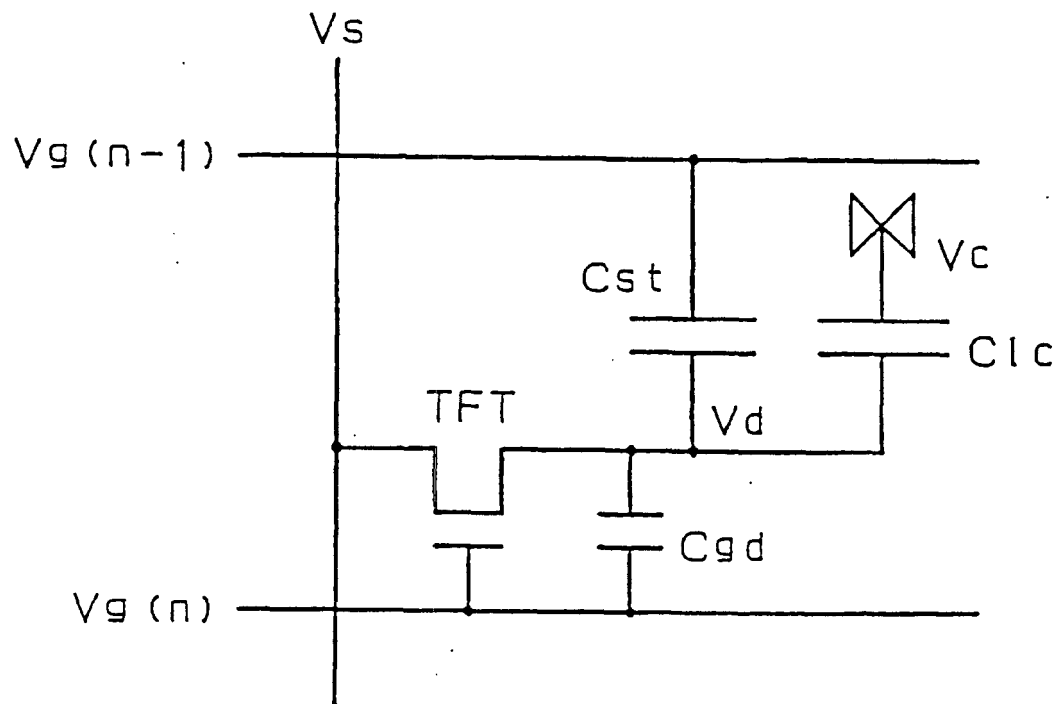 Vs
Vg (n-1)
Vc
Cst
Clc
TFT
Vd
Cgd
Vg (n)